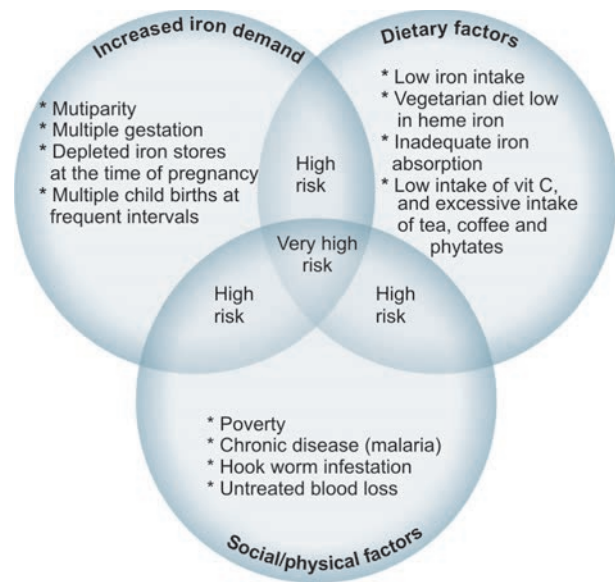 Increased iron demand
* Mutiparity
* Multiple gestation
* Depleted iron stores
at the time of pregnancy
* Multiple child births at
frequent intervals
Dietary factors
* Low iron intake
* Vegetarian diet low
in heme iron
* Inadequate iron
absorption
* Low intake of vit C,
and excessive intake
of tea, coffee and
phytates
High
risk
Very high
risk
High
risk
High
risk
* Poverty
* Chronic disease (malaria)
* Hook worm infestation
* Untreated blood loss
Social/physical factors